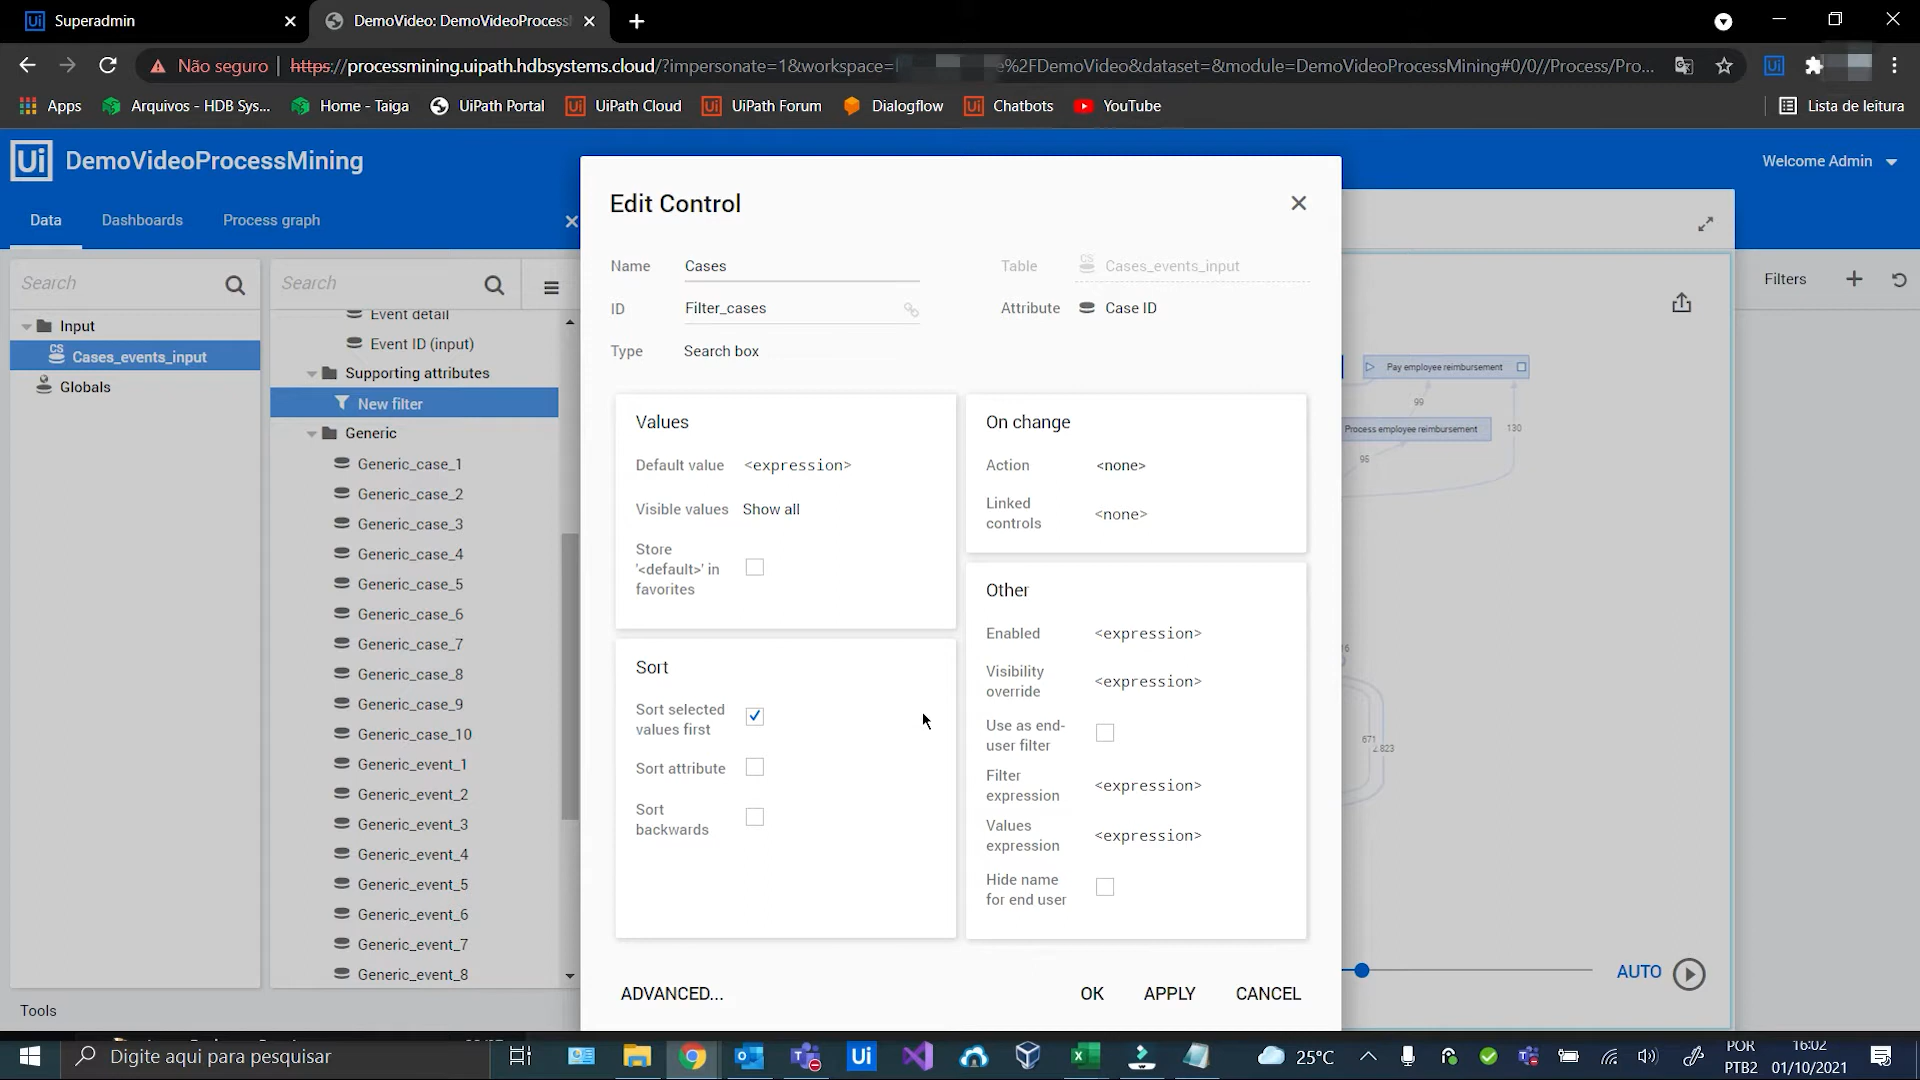 Superadmin
DemoVideo: DemoVideoProcess
Não seguro
https://processmining.uipath.hdbsystems.cloud/?impersonate=1&workspace= e%2FDemoVideo&dataset=&module=DemoVideoProcessMining#0/0//Process/Pro...
Apps
Arquivos - HDB Sy...
Home - Taiga
UiPath Portal
UiPath Cloud
UiPath Forum
Dialogflow
Chatbots
YouTube
Lista de leitura
Ui DemoVideoProcessMining
Welcome Admin
Data
Dashboards
Process graph
Search
Search
Input
Cases_events_input
Globals
Event detail
Event ID (input)
Supporting attributes
New filter
Generic
Generic_case_1
Generic_case_2
Generic_case_3
Generic_case_4
Generic_case_5
Generic_case_6
Generic_case_7
Generic_case_8
Generic_case_9
Generic_case_10
Generic_event_1
Generic_event_2
Generic_event_3
Generic_event_4
Generic_event_5
Generic_event_6
Generic_event_7
Generic_event_8
Tools
Edit Control
Name Cases
Table Cases_events_input
ID Filter_cases
Attribute Case ID
Type Search box
Values
Default value <expression>
Visible values Show all
Store
'<default>' in
favorites
Sort
Sort selected
values first
Sort attribute
Sort
backwards
On change
Action <none>
Linked
controls <none>
Other
Enabled <expression>
Visibility
override <expression>
Use as end-
user filter
Filter
expression <expression>
Values
expression <expression>
Hide name
for end user
ADVANCED...
OK
APPLY
CANCEL
Filters
Pay employee reimbursement
99
Process employee reimbursement
130
95
671
2.823
AUTO
Digite aqui para pesquisar
25°C
POR
PTB2
16:02
01/10/2021